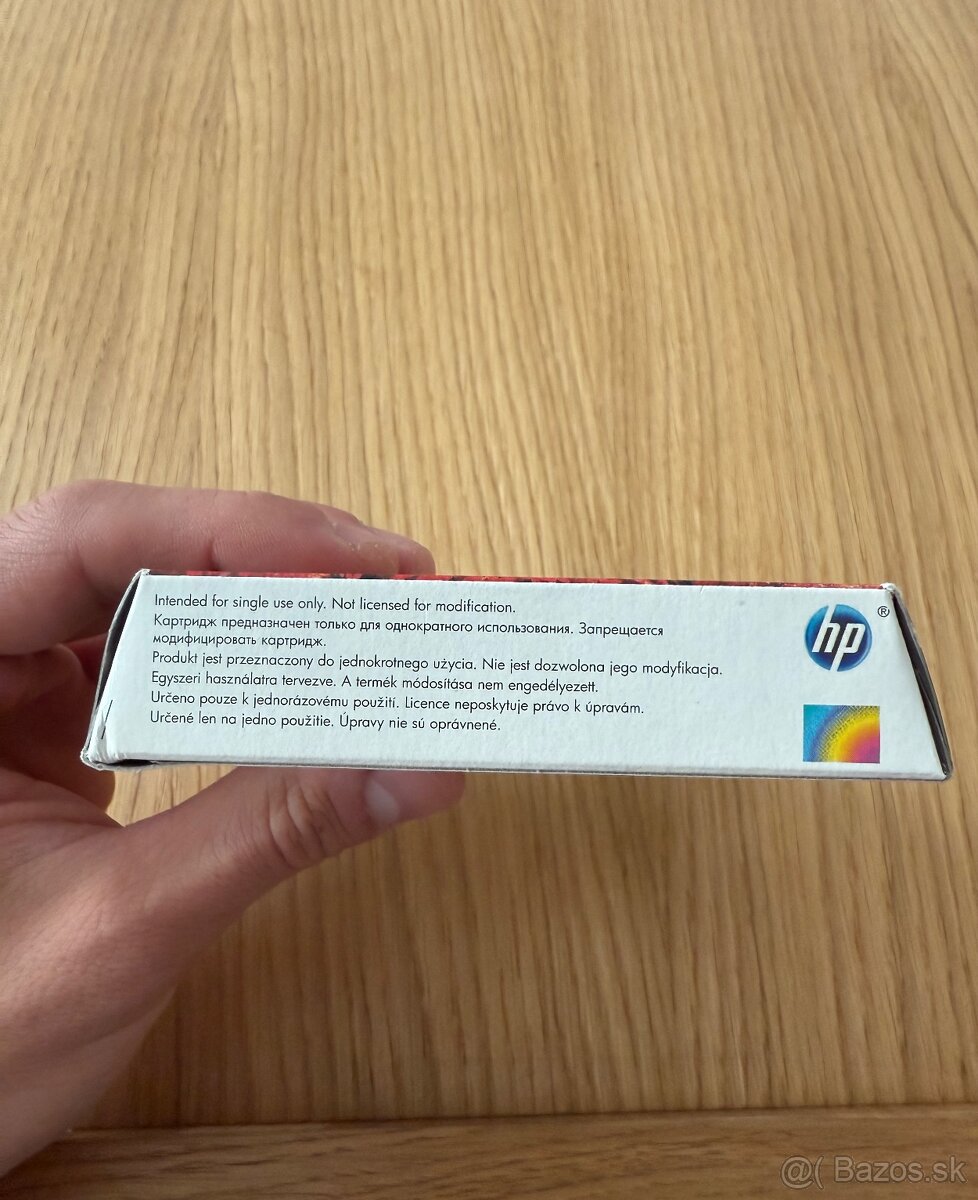 Intended for single use only. Not licensed for modification.
Картридж предназначен только для однократного использования. Запрещается
модифицировать картридж.
Produkt jest przeznaczony do jednokrotnego użycia. Nie jest dozwolona jego modyfikacja.
Egyszeri használatra tervezve. A termék módosítása nem engedélyezett.
Určeno pouze k jednorázovému použití. Licence neposkytuje právo k úpravám.
Určené len na jedno použitie. Úpravy nie sú oprávnené.
hp ®
@( Bazos.sk